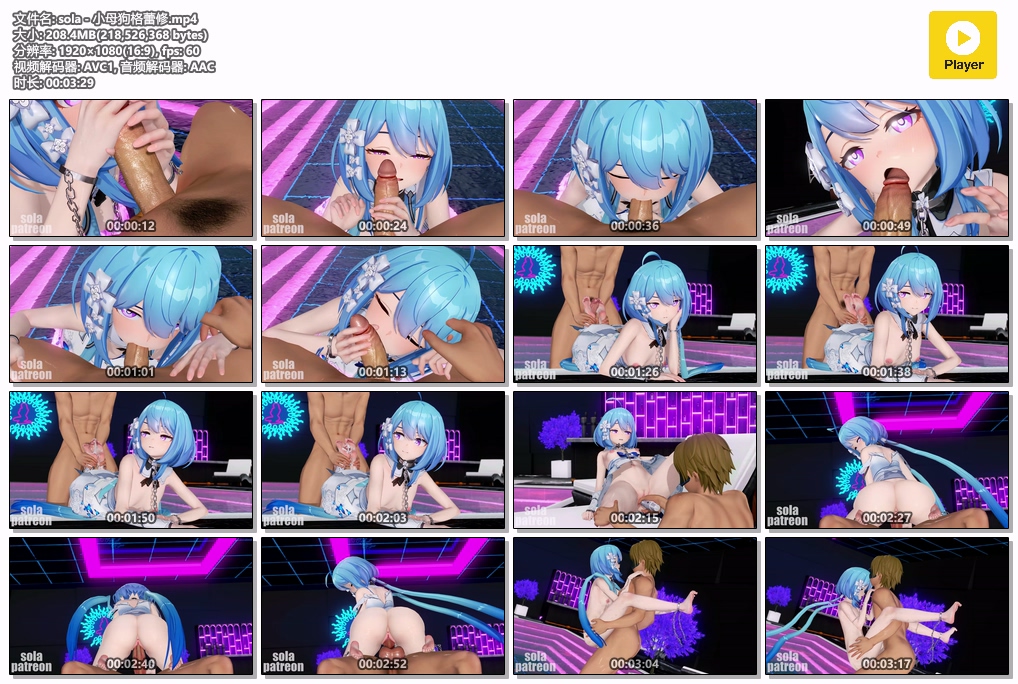 文件名: sola - 小母狗格蕾修.mp4
大小: 208.4MB(218,526,368 bytes)
分辨率: 1920×1080(16:9), fps: 60
视频解码器: AVC1, 音频解码器: AAC
时长: 00:03:29
Player
sola
patreon
00:00:12
sola
patreon
00:00:24
sola
patreon
00:00:36
sola
patreon
00:00:49
sola
patreon
00:01:01
sola
patreon
00:01:13
sola
patreon
00:01:26
sola
patreon
00:01:38
sola
patreon
00:01:50
sola
patreon
00:02:03
sola
patreon
00:02:15
sola
patreon
00:02:27
sola
patreon
00:02:40
sola
patreon
00:02:52
sola
patreon
00:03:04
sola
patreon
00:03:17